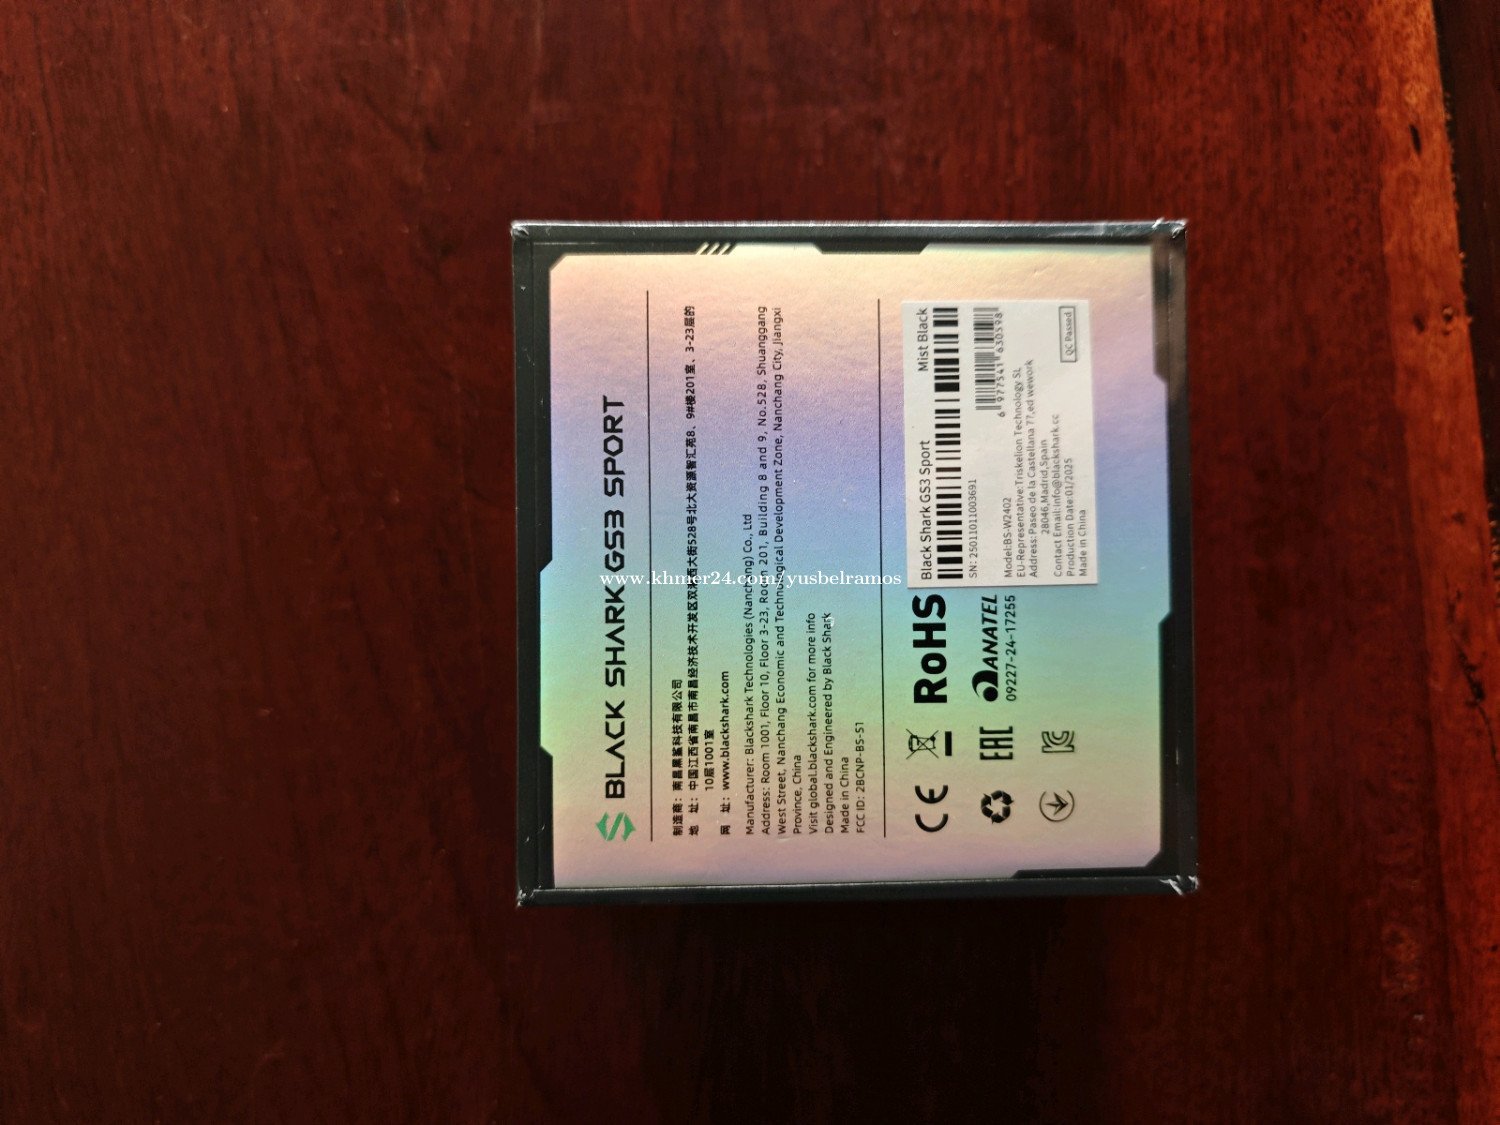 BLACK SHARK GS3 SPORT
制造商：南昌黑鲨科技有限公司
地 址：中国江西省南昌市南昌经济技术开发区双港西大街528号北大资源智汇苑8、9#楼201室、3-23层的
10层1001室
网 址：www.blackshark.com
Manufacturer: Blackshark Technologies (Nanchang) Co., Ltd
Address: Room 1001, Floor 10, Floor 3-23, Room 201, Building 8 and 9, No.528, Shuanggang
West Street, Nanchang Economic and Technological Development Zone, Nanchang City, Jiangxi
Province, China
Visit global.blackshark.com for more info
Designed and Engineered by Black Shark
Made in China
FCC ID: 2BCNP-BS-S1
CE
RoHS
EAC
ANATEL
09227-24-17255
Black Shark GS3 Sport Mist Black
SN: 25011011003691
6 977541 630598
Model:BS-W2402
EU-Representative:Triskelion Technology SL
Address: Paseo de la Castellana 77,ed wework
28046,Madrid,Spain
Contact Email:info@blackshark.cc
Production Date:01/2025
Made in China
QC Passed
www.khmer24.com/yusbelramos